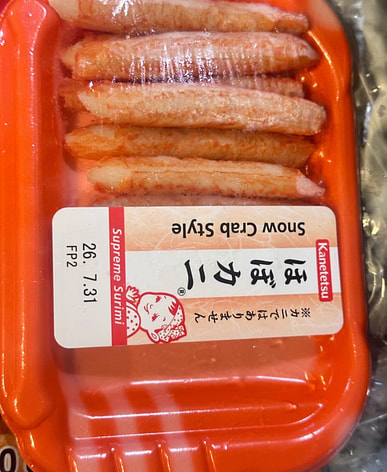 Kanetetsu
ほぼカニ®
Snow Crab Style
※カニではありません
Supreme Surimi
26. 7.31
FP2
0